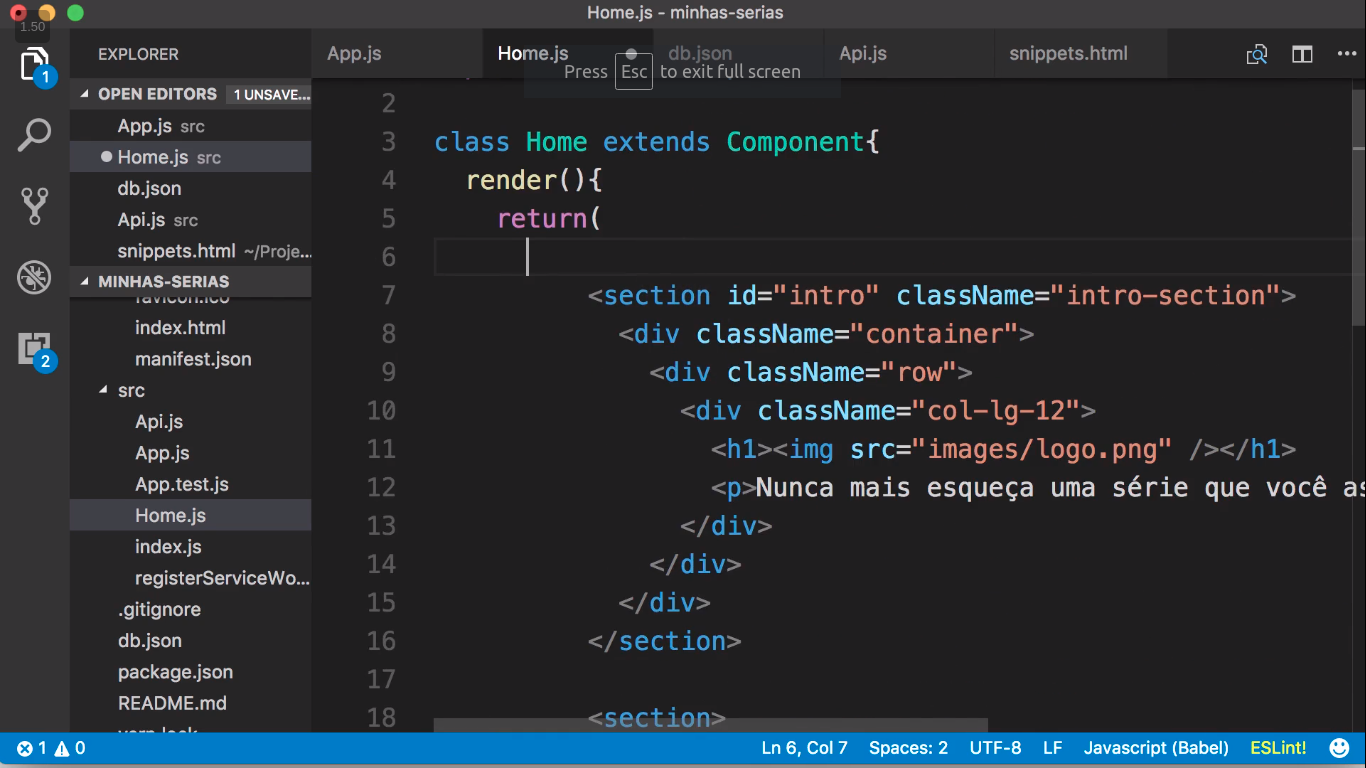 Home.js - minhas-serias
1.50
EXPLORER
App.js
Home.js
db.json
Api.js
snippets.html
Press Esc to exit full screen
1
OPEN EDITORS
1 UNSAVE...
App.js src
Home.js src
db.json
Api.js src
snippets.html ~/Proje...
MINHAS-SERIAS
favicon.ico
index.html
manifest.json
2
src
Api.js
App.js
App.test.js
Home.js
index.js
registerServiceWo...
.gitignore
db.json
package.json
README.md
yarn.lock
2
3 class Home extends Component{
4 render(){
5 return(
6
7 <section id="intro" className="intro-section">
8 <div className="container">
9 <div className="row">
10 <div className="col-lg-12">
11 <h1><img src="images/logo.png" /></h1>
12 <p>Nunca mais esqueça uma série que você as
13 </div>
14 </div>
15 </div>
16 </section>
17
18 <section>
1 0
Ln 6, Col 7
Spaces: 2
UTF-8
LF
Javascript (Babel)
ESLint!